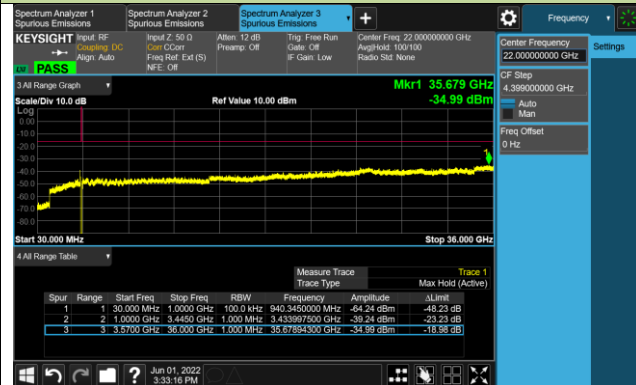 Spectrum Analyzer 1
Spurious Emissions
Spectrum Analyzer 2
Spurious Emissions
Spectrum Analyzer 3
Spurious Emissions
Frequency
KEYSIGHT
Input: RF
Coupling: DC
Align: Auto
Input Z: 50 Ω
Corr CCorr
Freq Ref: Ext (S)
NFE: Off
Atten: 12 dB
Preamp: Off
Trig: Free Run
Gate: Off
IF Gain: Low
Center Freq: 22.000000000 GHz
Avg|Hold: 100/100
Radio Std: None
PASS
Center Frequency
22.00000000 GHz
Settings
CF Step
4.399000000 GHz
Auto
Man
Freq Offset
0 Hz
3 All Range Graph
Mkr1 35.679 GHz
Scale/Div 10.0 dB
Ref Value 10.00 dBm
-34.99 dBm
Log
0.00
-10.0
-20.0
-30.0
-40.0
-50.0
-60.0
-70.0
-80.0
1
Start 30.000 MHz
Stop 36.000 GHz
4 All Range Table
Measure Trace Trace 1
Trace Type Max Hold (Active)
Spur Range Start Freq Stop Freq RBW Frequency Amplitude ΔLimit
1 1 30.000 MHz 1.0000 GHz 100.0 kHz 940.3450000 MHz -64.24 dBm -48.23 dB
2 2 1.0000 GHz 3.4450 GHz 1.000 MHz 3.433997500 GHz -39.24 dBm -23.23 dB
3 3 3.5700 GHz 36.000 GHz 1.000 MHz 35.67894300 GHz -34.99 dBm -18.98 dB
Jun 01, 2022
3:33:16 PM